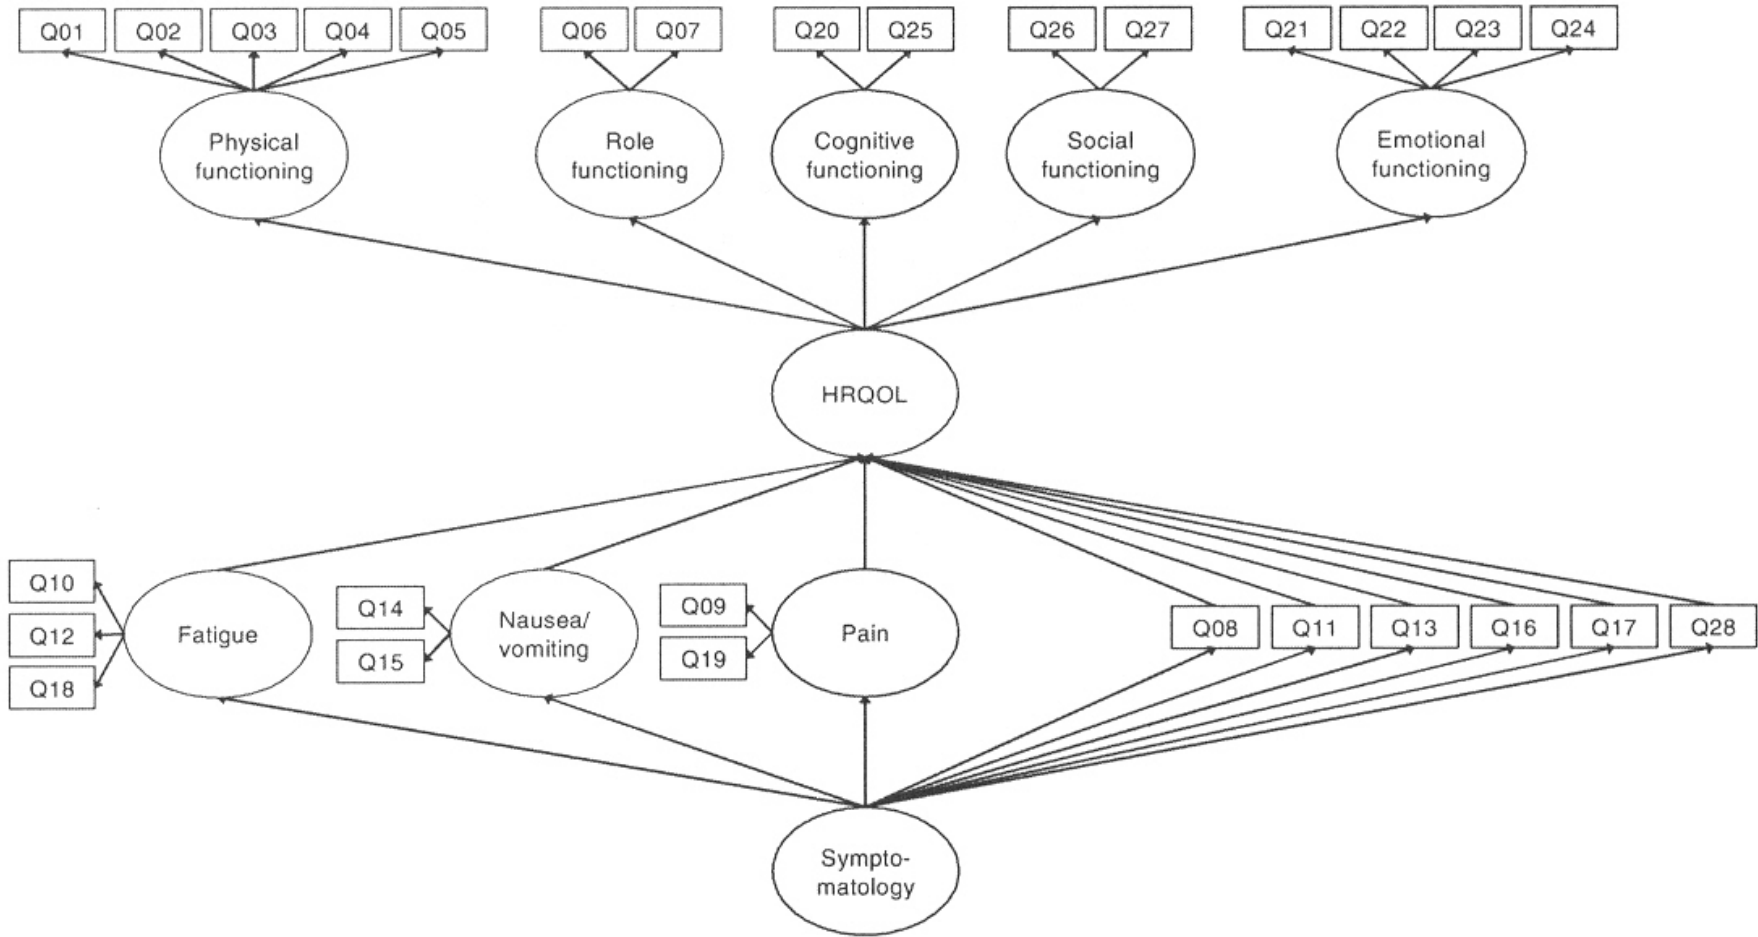 Q01 Q02 Q03 Q04 Q05 Q06 Q07 Q20 Q25 Q26 Q27 Q21 Q22 Q23 Q24
Physical
functioning
Role
functioning
Cognitive
functioning
Social
functioning
Emotional
functioning
HRQOL
Q10
Q12
Q18
Fatigue
Q14
Q15
Nausea/
vomiting
Q09
Q19
Pain
Q08 Q11 Q13 Q16 Q17 Q28
Sympto-
matology